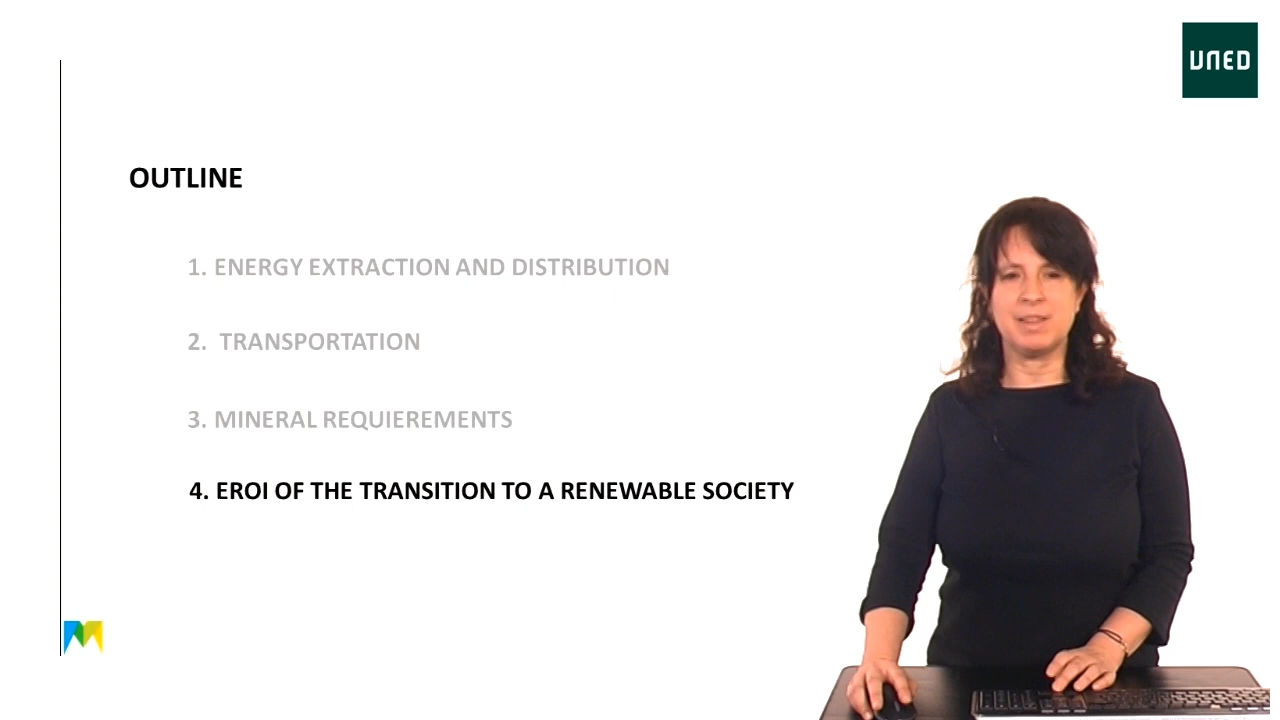 UNED
OUTLINE
1. ENERGY EXTRACTION AND DISTRIBUTION
2. TRANSPORTATION
3. MINERAL REQUIEREMENTS
4. EROI OF THE TRANSITION TO A RENEWABLE SOCIETY